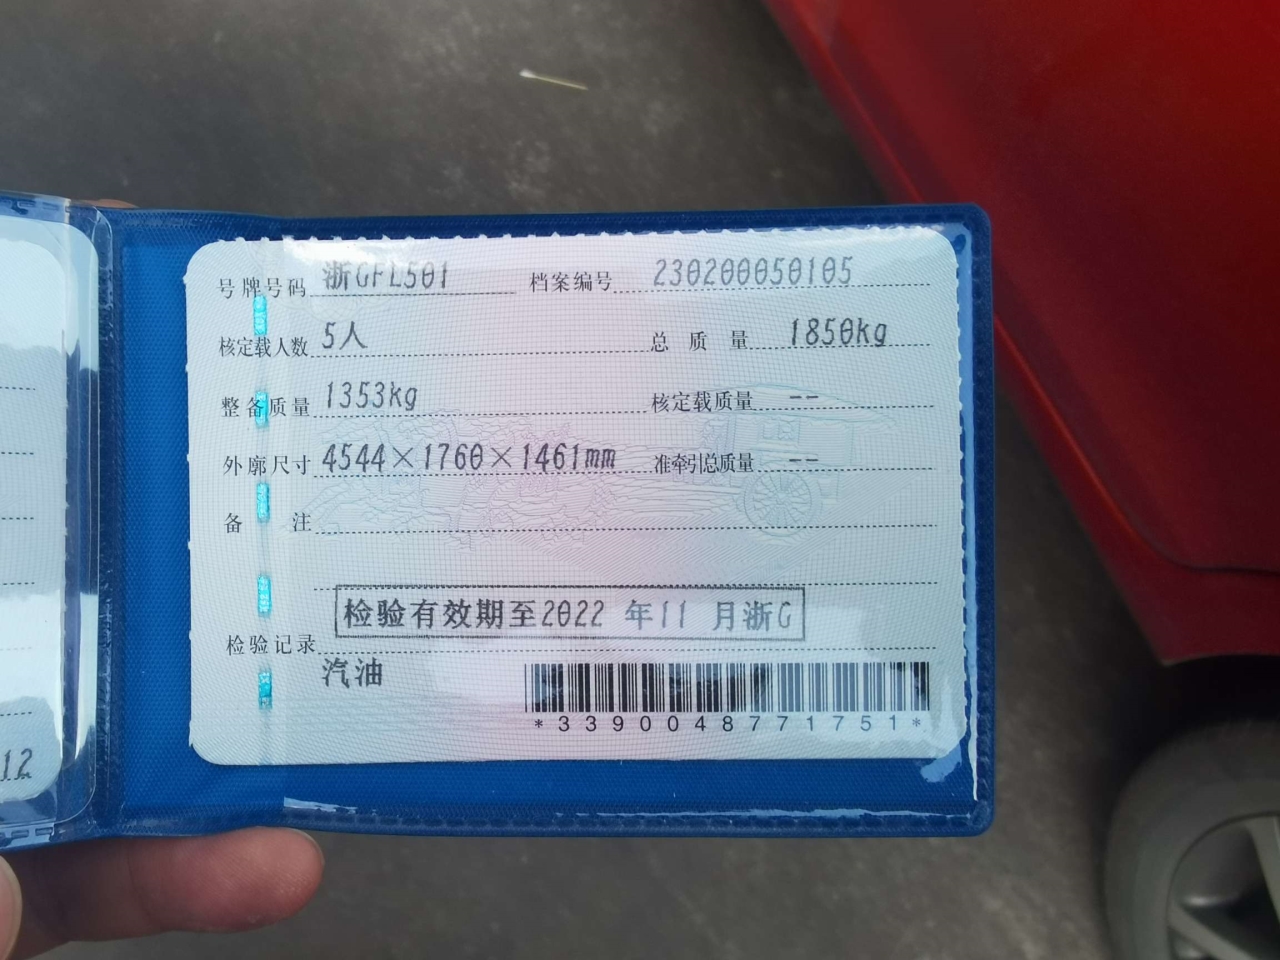 号牌号码 浙GFL501 档案编号 230200050105
核定载人数 5人 总质量 1850kg
整备质量 1353kg 核定载质量 --
外廓尺寸 4544×1760×1461mm 准牵引总质量 --
备注
检验有效期至2022 年11 月浙G
检验记录
汽油
*3390048771751*
12